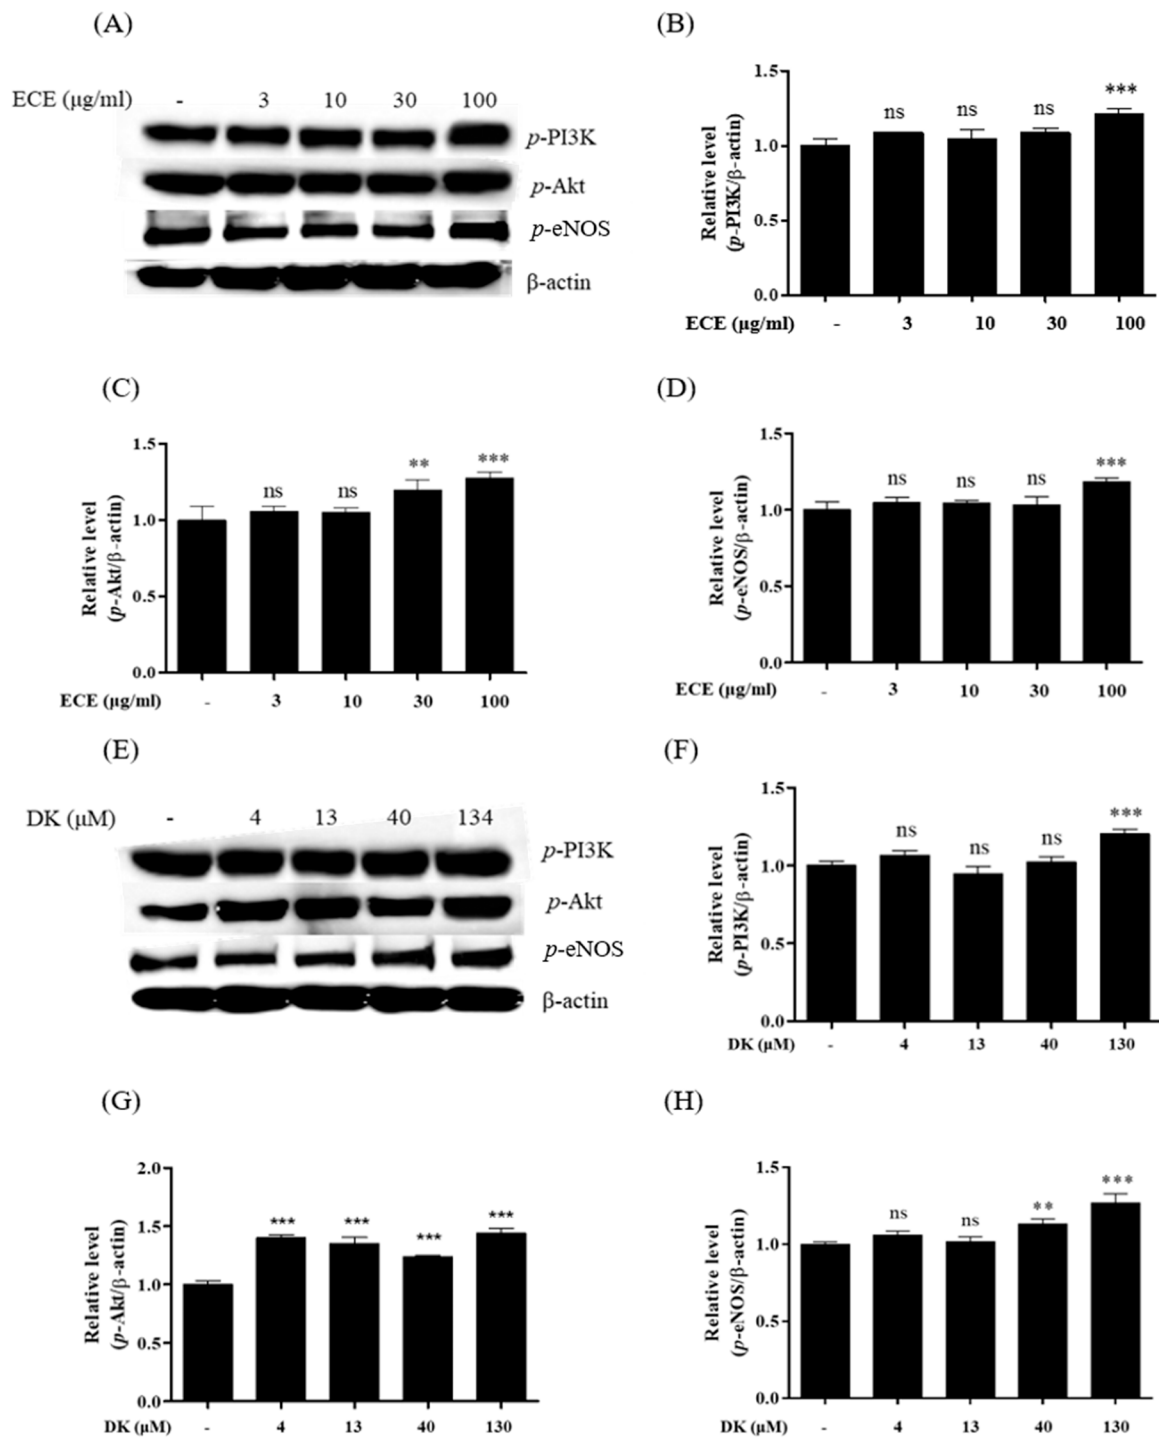 (A)
ECE (μg/ml) - 3 10 30 100
p-PI3K
p-Akt
p-eNOS
β-actin
(B)
Relative level
(p-PI3K/β-actin)
1.5
1.0
0.5
0.0
ns ns ns ***
ECE (μg/ml) - 3 10 30 100
(C)
Relative level
(p-Akt/β-actin)
1.5
1.0
0.5
0.0
ns ns ** ***
ECE (μg/ml) - 3 10 30 100
(D)
Relative level
(p-eNOS/β-actin)
1.5
1.0
0.5
0.0
ns ns ns ***
ECE (μg/ml) - 3 10 30 100
(E)
DK (μM) - 4 13 40 134
p-PI3K
p-Akt
p-eNOS
β-actin
(F)
Relative level
(p-PI3K/β-actin)
1.5
1.0
0.5
0.0
ns ns ns ***
DK (μM) - 4 13 40 130
(G)
Relative level
(p-Akt/β-actin)
2.0
1.5
1.0
0.5
0.0
*** *** *** ***
DK (μM) - 4 13 40 130
(H)
Relative level
(p-eNOS/β-actin)
1.5
1.0
0.5
0.0
ns ns ** ***
DK (μM) - 4 13 40 130